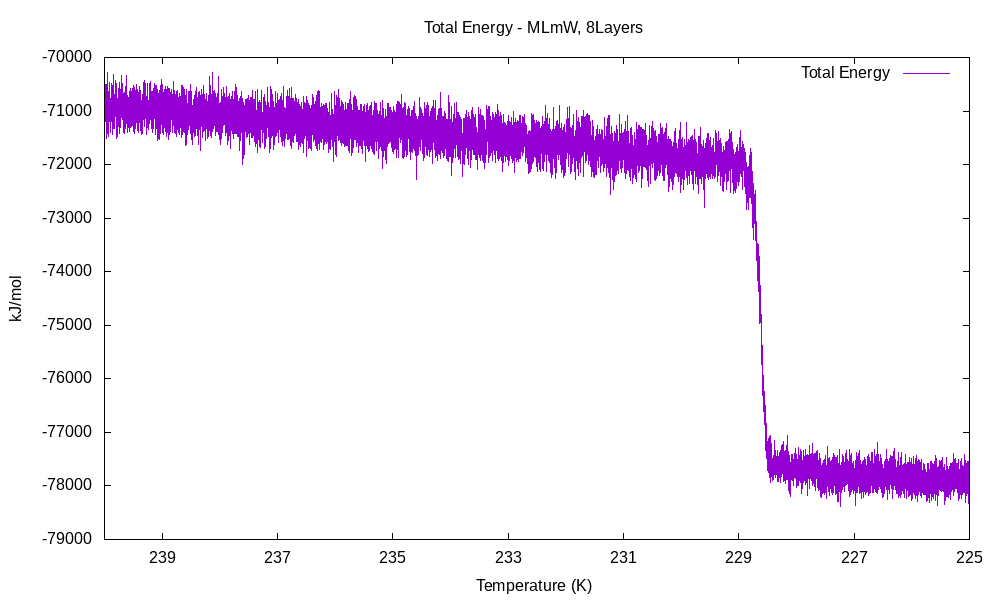 Total Energy - MLmW, 8Layers
Total Energy
-70000
-71000
-72000
-73000
-74000
-75000
-76000
-77000
-78000
-79000
kJ/mol
239 237 235 233 231 229 227 225
Temperature (K)